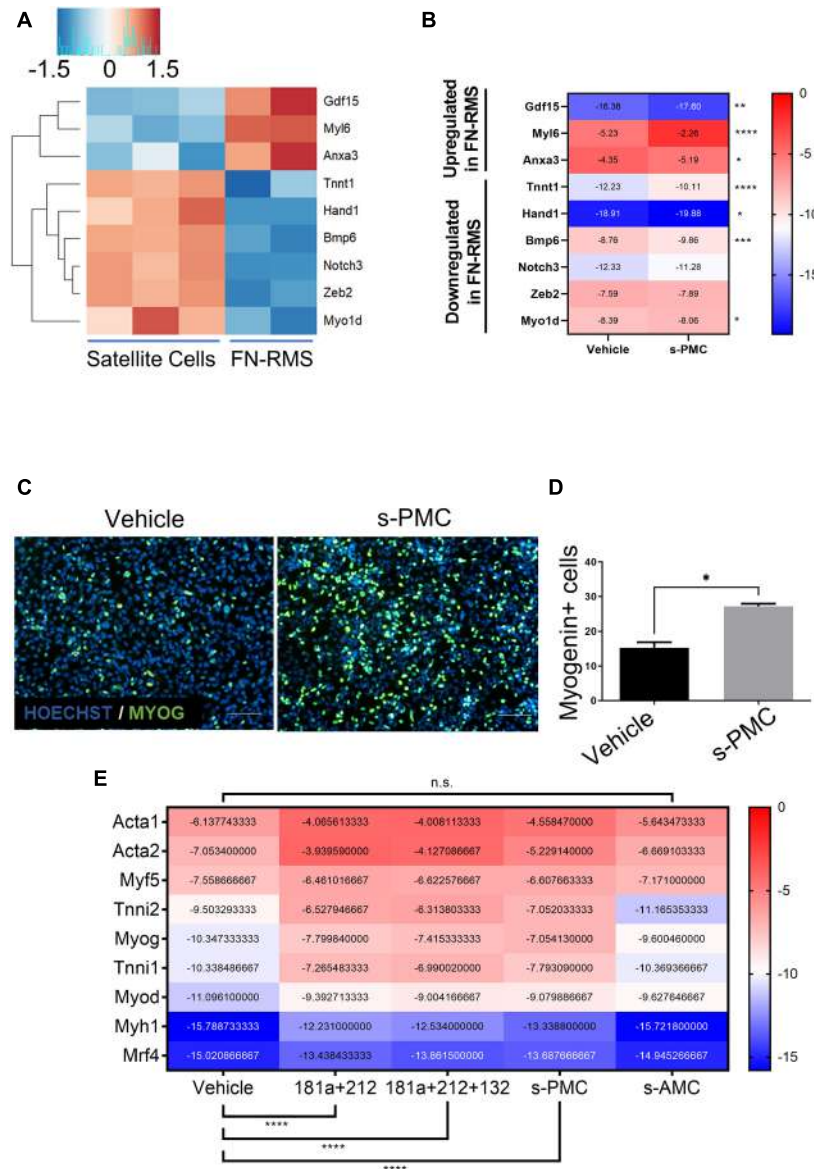 A
-1.5 0 1.5
Gdf15
Myl6
Anxa3
Tnnt1
Hand1
Bmp6
Notch3
Zeb2
Myo1d
Satellite Cells FN-RMS
B
Upregulated
in FN-RMS
Downregulated
in FN-RMS
Gdf15 -16.38 -17.60 **
Myl6 -5.23 -2.26 ****
Anxa3 -4.35 -5.19 *
Tnnt1 -12.23 -10.11 ****
Hand1 -18.91 -19.88 *
Bmp6 -8.76 -9.86 ***
Notch3 -12.33 -11.28
Zeb2 -7.59 -7.89
Myo1d -8.39 -8.06 *
Vehicle s-PMC
0
-5
-10
-15
C
Vehicle s-PMC
HOECHST / MYOG
D
Myogenin+ cells
40
30
20
10
0
*
Vehicle s-PMC
E
n.s.
Acta1 -6.137743333 -4.065613333 -4.008113333 -4.558470000 -5.643473333
Acta2 -7.053400000 -3.939590000 -4.127086667 -5.229140000 -6.669103333
Myf5 -7.558666667 -6.461016667 -6.622576667 -6.607663333 -7.171000000
Tnni2 -9.503293333 -6.527946667 -6.313803333 -7.052033333 -11.165353333
Myog -10.347333333 -7.799840000 -7.415333333 -7.054130000 -9.600460000
Tnni1 -10.338486667 -7.265483333 -6.990020000 -7.793090000 -10.369366667
Myod -11.096100000 -9.392713333 -9.004166667 -9.079886667 -9.627646667
Myh1 -15.788733333 -12.231000000 -12.534000000 -13.338800000 -15.721800000
Mrf4 -15.020866667 -13.438433333 -13.861500000 -13.687666667 -14.945266667
Vehicle 181a+212 181a+212+132 s-PMC s-AMC
****
****
****
0
-5
-10
-15